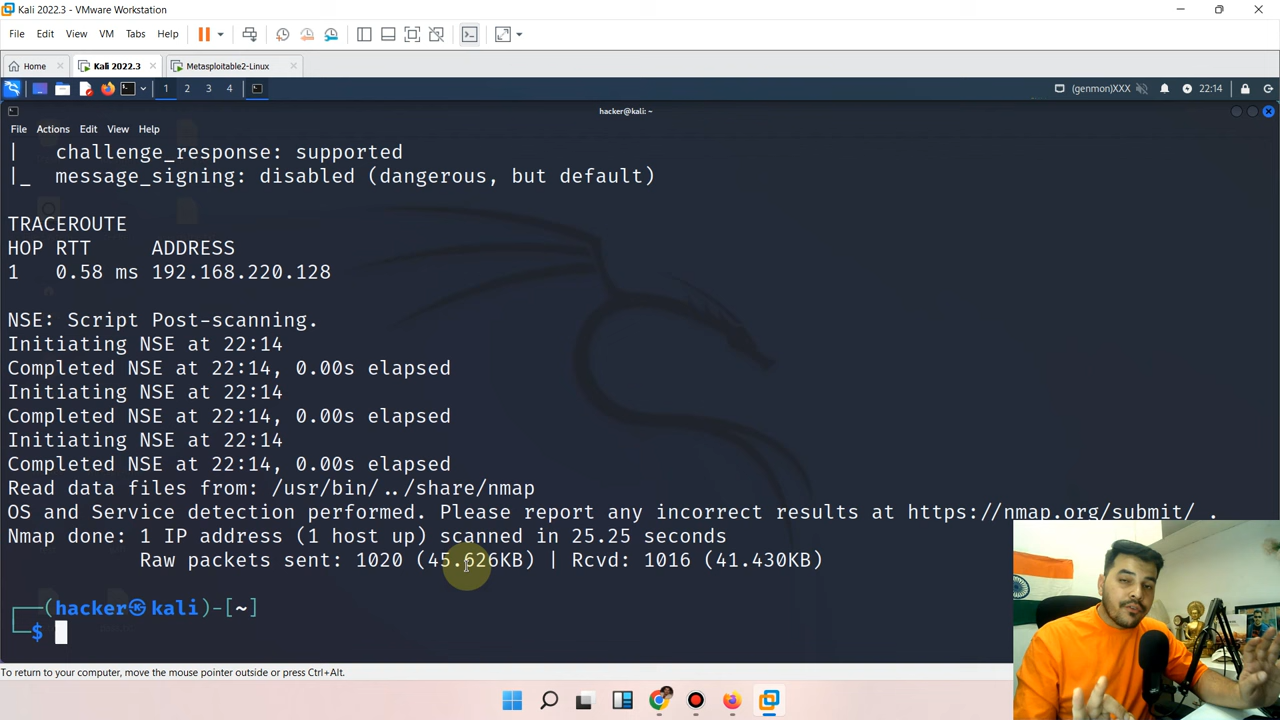 Kali 2022.3 - VMware Workstation
File Edit View VM Tabs Help
Home Kali 2022.3 Metasploitable2-Linux
1 2 3 4 (genmon)XXX 22:14
hacker@kali: ~
File Actions Edit View Help
|   challenge_response: supported
|_  message_signing: disabled (dangerous, but default)
TRACEROUTE
HOP RTT     ADDRESS
1   0.58 ms 192.168.220.128
NSE: Script Post-scanning.
Initiating NSE at 22:14
Completed NSE at 22:14, 0.00s elapsed
Initiating NSE at 22:14
Completed NSE at 22:14, 0.00s elapsed
Initiating NSE at 22:14
Completed NSE at 22:14, 0.00s elapsed
Read data files from: /usr/bin/../share/nmap
OS and Service detection performed. Please report any incorrect results at https://nmap.org/submit/ .
Nmap done: 1 IP address (1 host up) scanned in 25.25 seconds
Raw packets sent: 1020 (45.626KB) | Rcvd: 1016 (41.430KB)
┌──(hacker㉿kali)-[~]
└─$
To return to your computer, move the mouse pointer outside or press Ctrl+Alt.